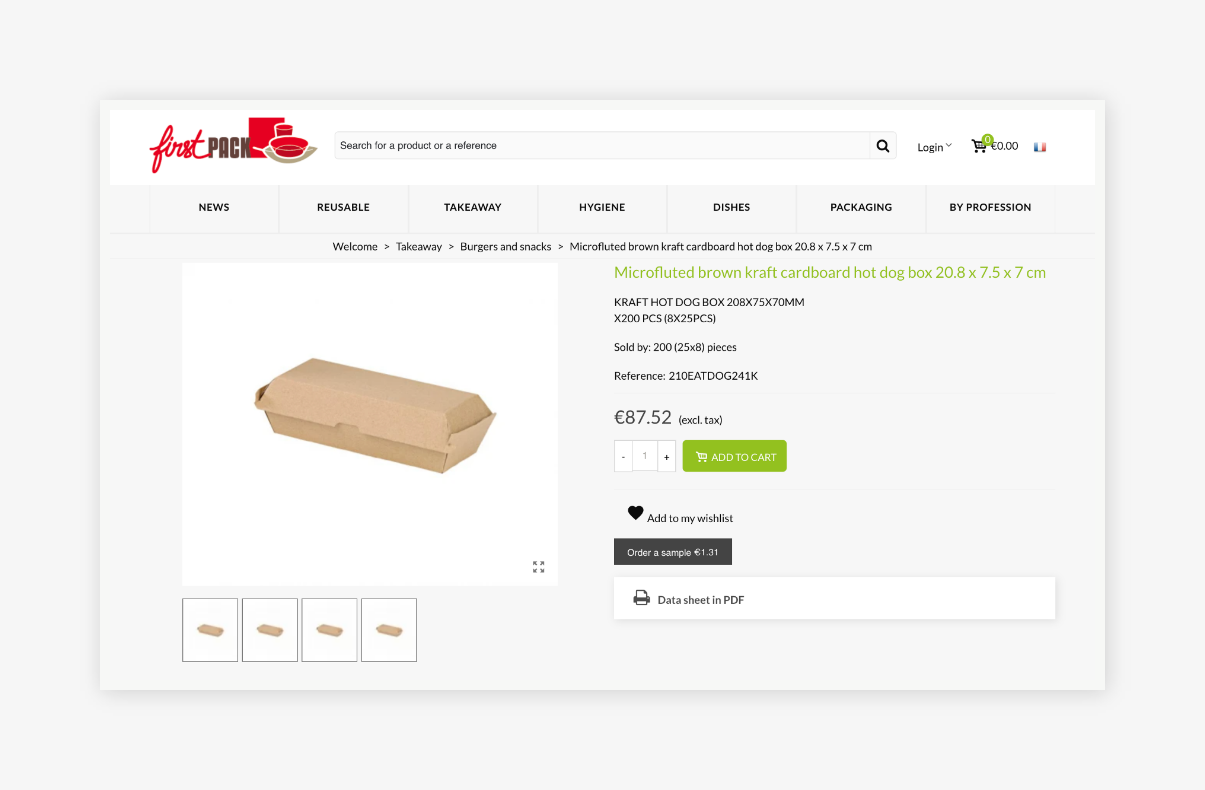 first PACK
Search for a product or a reference
Login
0
€0.00
NEWS
REUSABLE
TAKEAWAY
HYGIENE
DISHES
PACKAGING
BY PROFESSION
Welcome > Takeaway > Burgers and snacks > Microfluted brown kraft cardboard hot dog box 20.8 x 7.5 x 7 cm
Microfluted brown kraft cardboard hot dog box 20.8 x 7.5 x 7 cm
KRAFT HOT DOG BOX 208X75X70MM
X200 PCS (8X25PCS)
Sold by: 200 (25x8) pieces
Reference: 210EATDOG241K
€87.52 (excl. tax)
- 1 +
ADD TO CART
Add to my wishlist
Order a sample €1.31
Data sheet in PDF